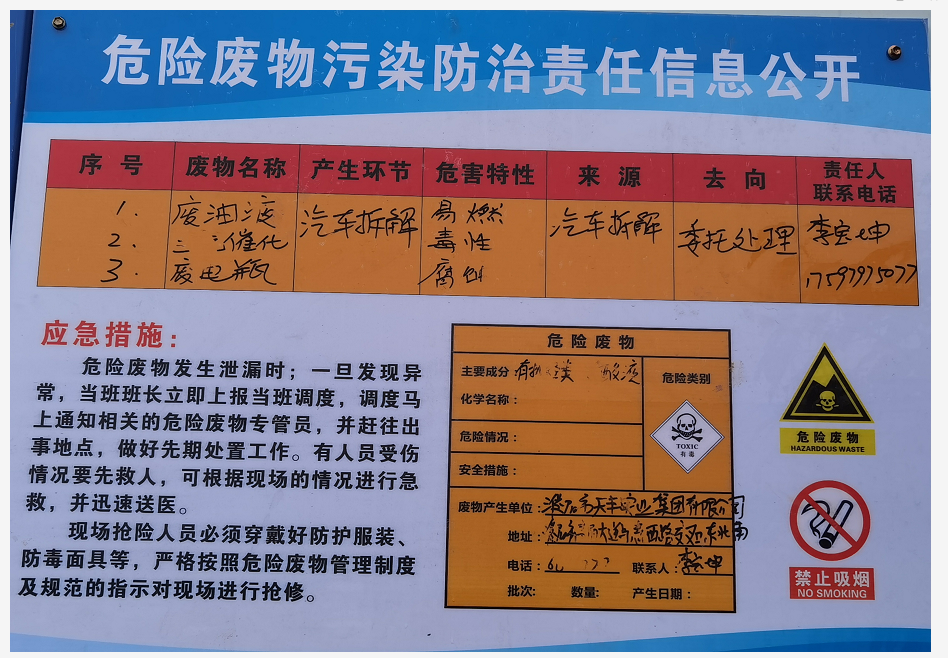 危险废物污染防治责任信息公开
序号 废物名称 产生环节 危害特性 来源 去向 责任人
联系电话
1. 废油液 汽车拆解 易燃 汽车拆解 委托处理
2. 催化 毒性
3. 废电瓶 腐蚀
应急措施：
危险废物发生泄漏时；一旦发现异
常，当班班长立即上报当班调度，调度马
上通知相关的危险废物专管员，并赶往出
事地点，做好先期处置工作。有人员受伤
情况要先救人，可根据现场的情况进行急
救，并迅速送医。
现场抢险人员必须穿戴好防护服装、
防毒面具等，严格按照危险废物管理制度
及规范的指示对现场进行抢修。
危险废物
主要成分 酸液
化学名称：
危险情况：
安全措施：
危险类别
TOXIC
有毒
废物产生单位： 集团有限公司
地址：
电话： 联系人：
批次: 数量: 产生日期：
危险废物
HAZARDOUS WASTE
禁止吸烟
NO SMOKING